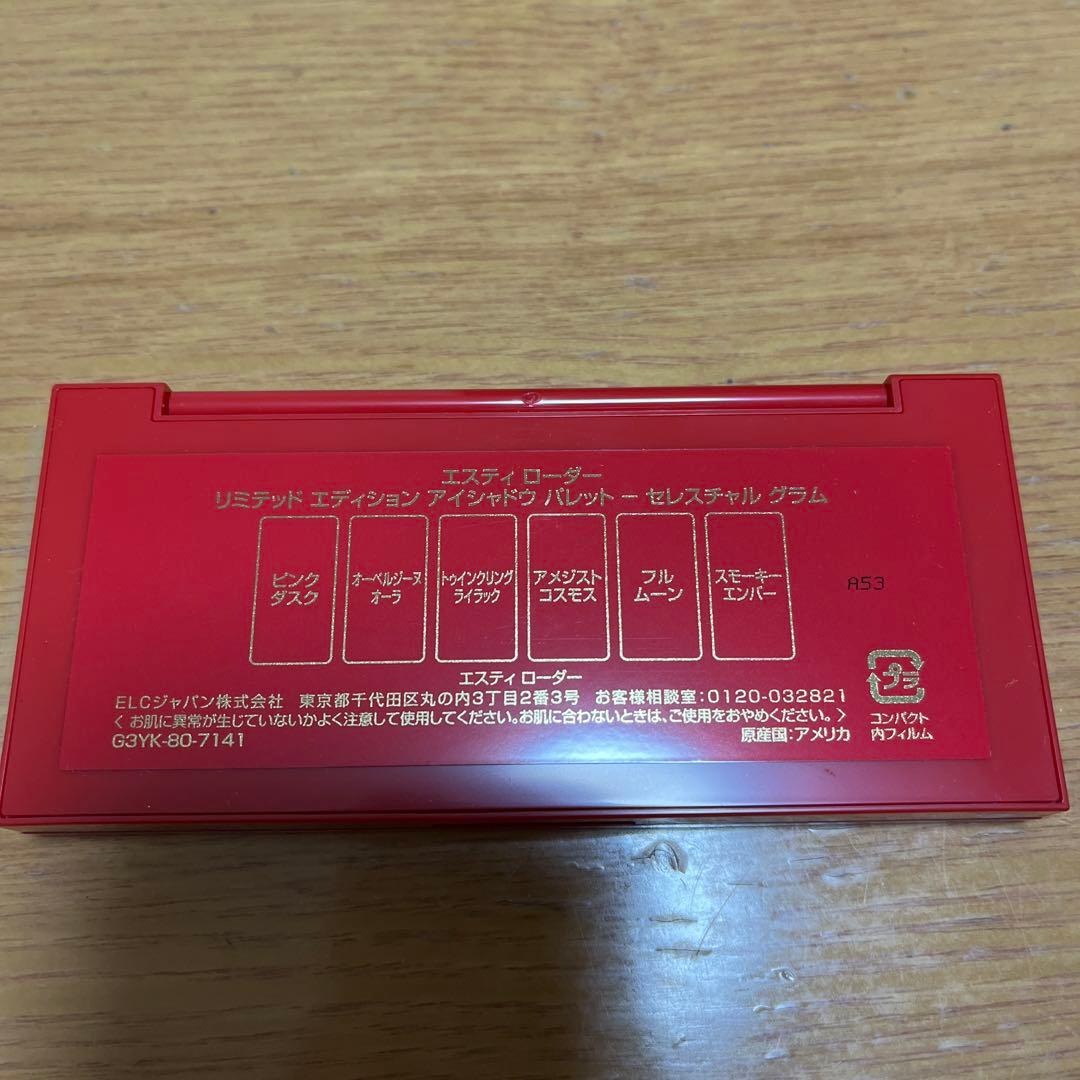 エスティ ローダー
リミテッド エディション アイシャドウ パレット － セレスチャル グラム
ピンク
ダスク
オーベルジーヌ
オーラ
トゥインクリング
ライラック
アメジスト
コスモス
フル
ムーン
スモーキー
エンバー
A53
エスティ ローダー
ELCジャパン株式会社 東京都千代田区丸の内3丁目2番3号 お客様相談室:0120-032821
〈 お肌に異常が生じていないかよく注意して使用してください。お肌に合わないときは、ご使用をおやめください。〉
G3YK-80-7141
原産国:アメリカ
プラ
コンパクト
内フィルム